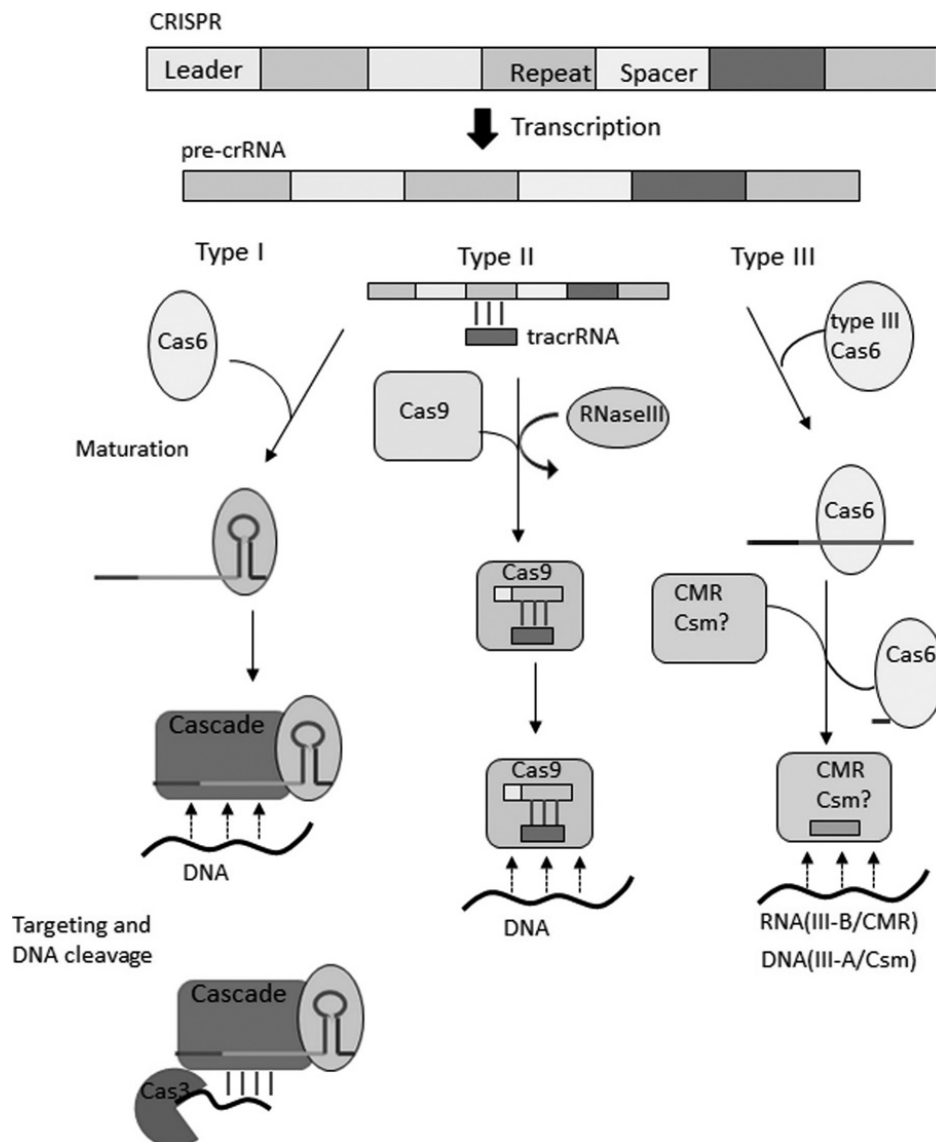 CRISPR
Leader Repeat Spacer
Transcription
pre-crRNA
Type I Type II Type III
tracrRNA
Cas6
type III
Cas6
Cas9
RNaseIII
Maturation
Cas6
Cas9
CMR
Csm?
Cas6
Cascade
Cas9
CMR
Csm?
DNA
DNA
RNA(III-B/CMR)
DNA(III-A/Csm)
Targeting and
DNA cleavage
Cascade
Cas3